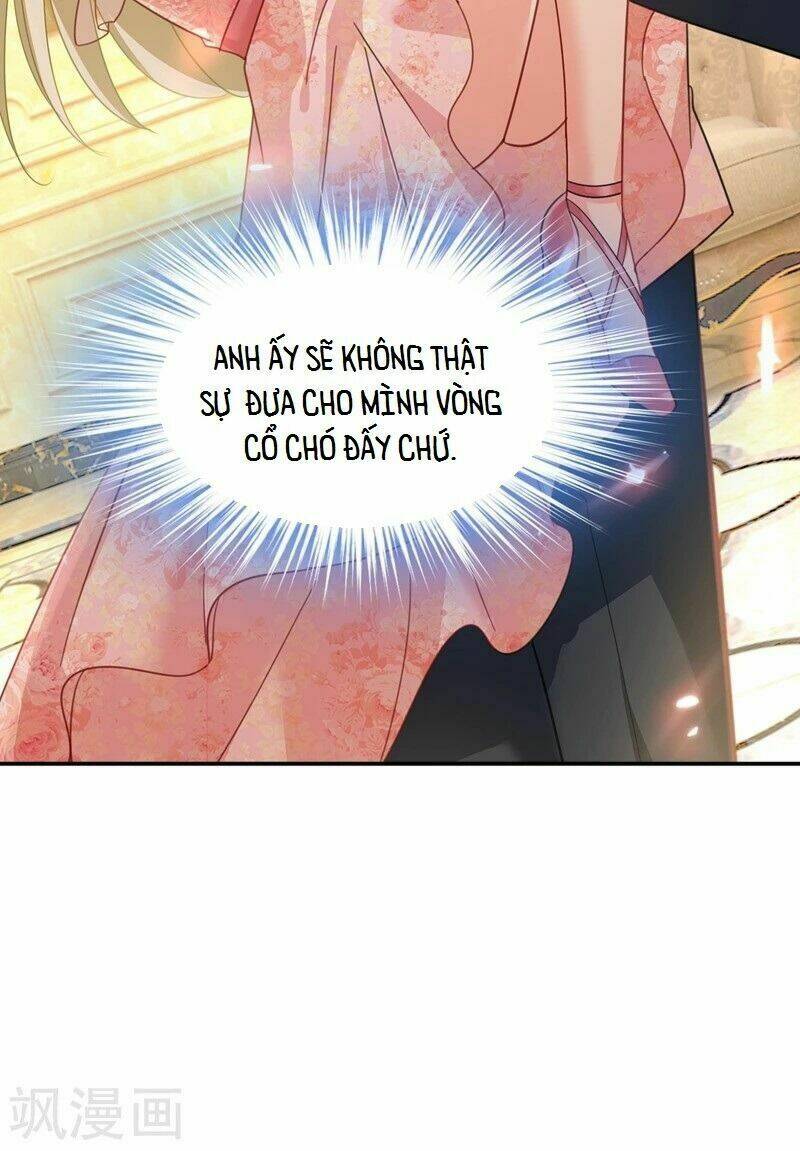 ANH ẤY SẼ KHÔNG THẬT
SỰ ĐƯA CHO MÌNH VÒNG
CỔ CHÓ ĐẤY CHỨ.
飒漫画